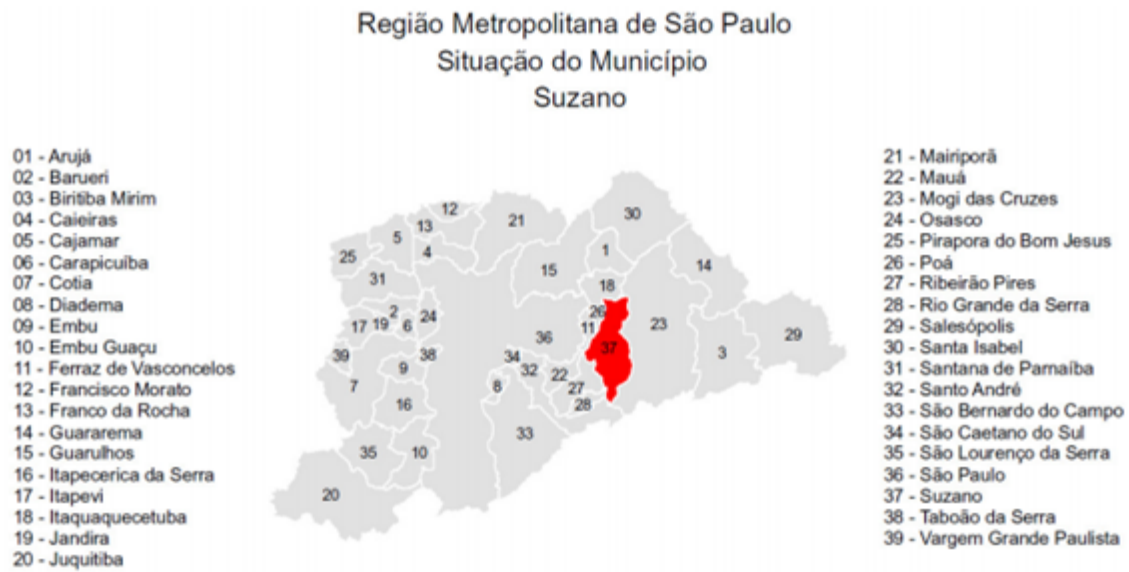 Região Metropolitana de São Paulo
Situação do Município
Suzano
01 - Arujá
02 - Barueri
03 - Biritiba Mirim
04 - Caieiras
05 - Cajamar
06 - Carapicuíba
07 - Cotia
08 - Diadema
09 - Embu
10 - Embu Guaçu
11 - Ferraz de Vasconcelos
12 - Francisco Morato
13 - Franco da Rocha
14 - Guararema
15 - Guarulhos
16 - Itapecerica da Serra
17 - Itapevi
18 - Itaquaquecetuba
19 - Jandira
20 - Juquitiba
12
13
21
30
5
4
1
25
15
14
31
18
2
26
17
19
6
24
11
23
36
37
29
39
38
34
3
9
32
22
7
8
27
16
28
33
35
10
20
21 - Mairiporã
22 - Mauá
23 - Mogi das Cruzes
24 - Osasco
25 - Pirapora do Bom Jesus
26 - Poá
27 - Ribeirão Pires
28 - Rio Grande da Serra
29 - Salesópolis
30 - Santa Isabel
31 - Santana de Parnaíba
32 - Santo André
33 - São Bernardo do Campo
34 - São Caetano do Sul
35 - São Lourenço da Serra
36 - São Paulo
37 - Suzano
38 - Taboão da Serra
39 - Vargem Grande Paulista